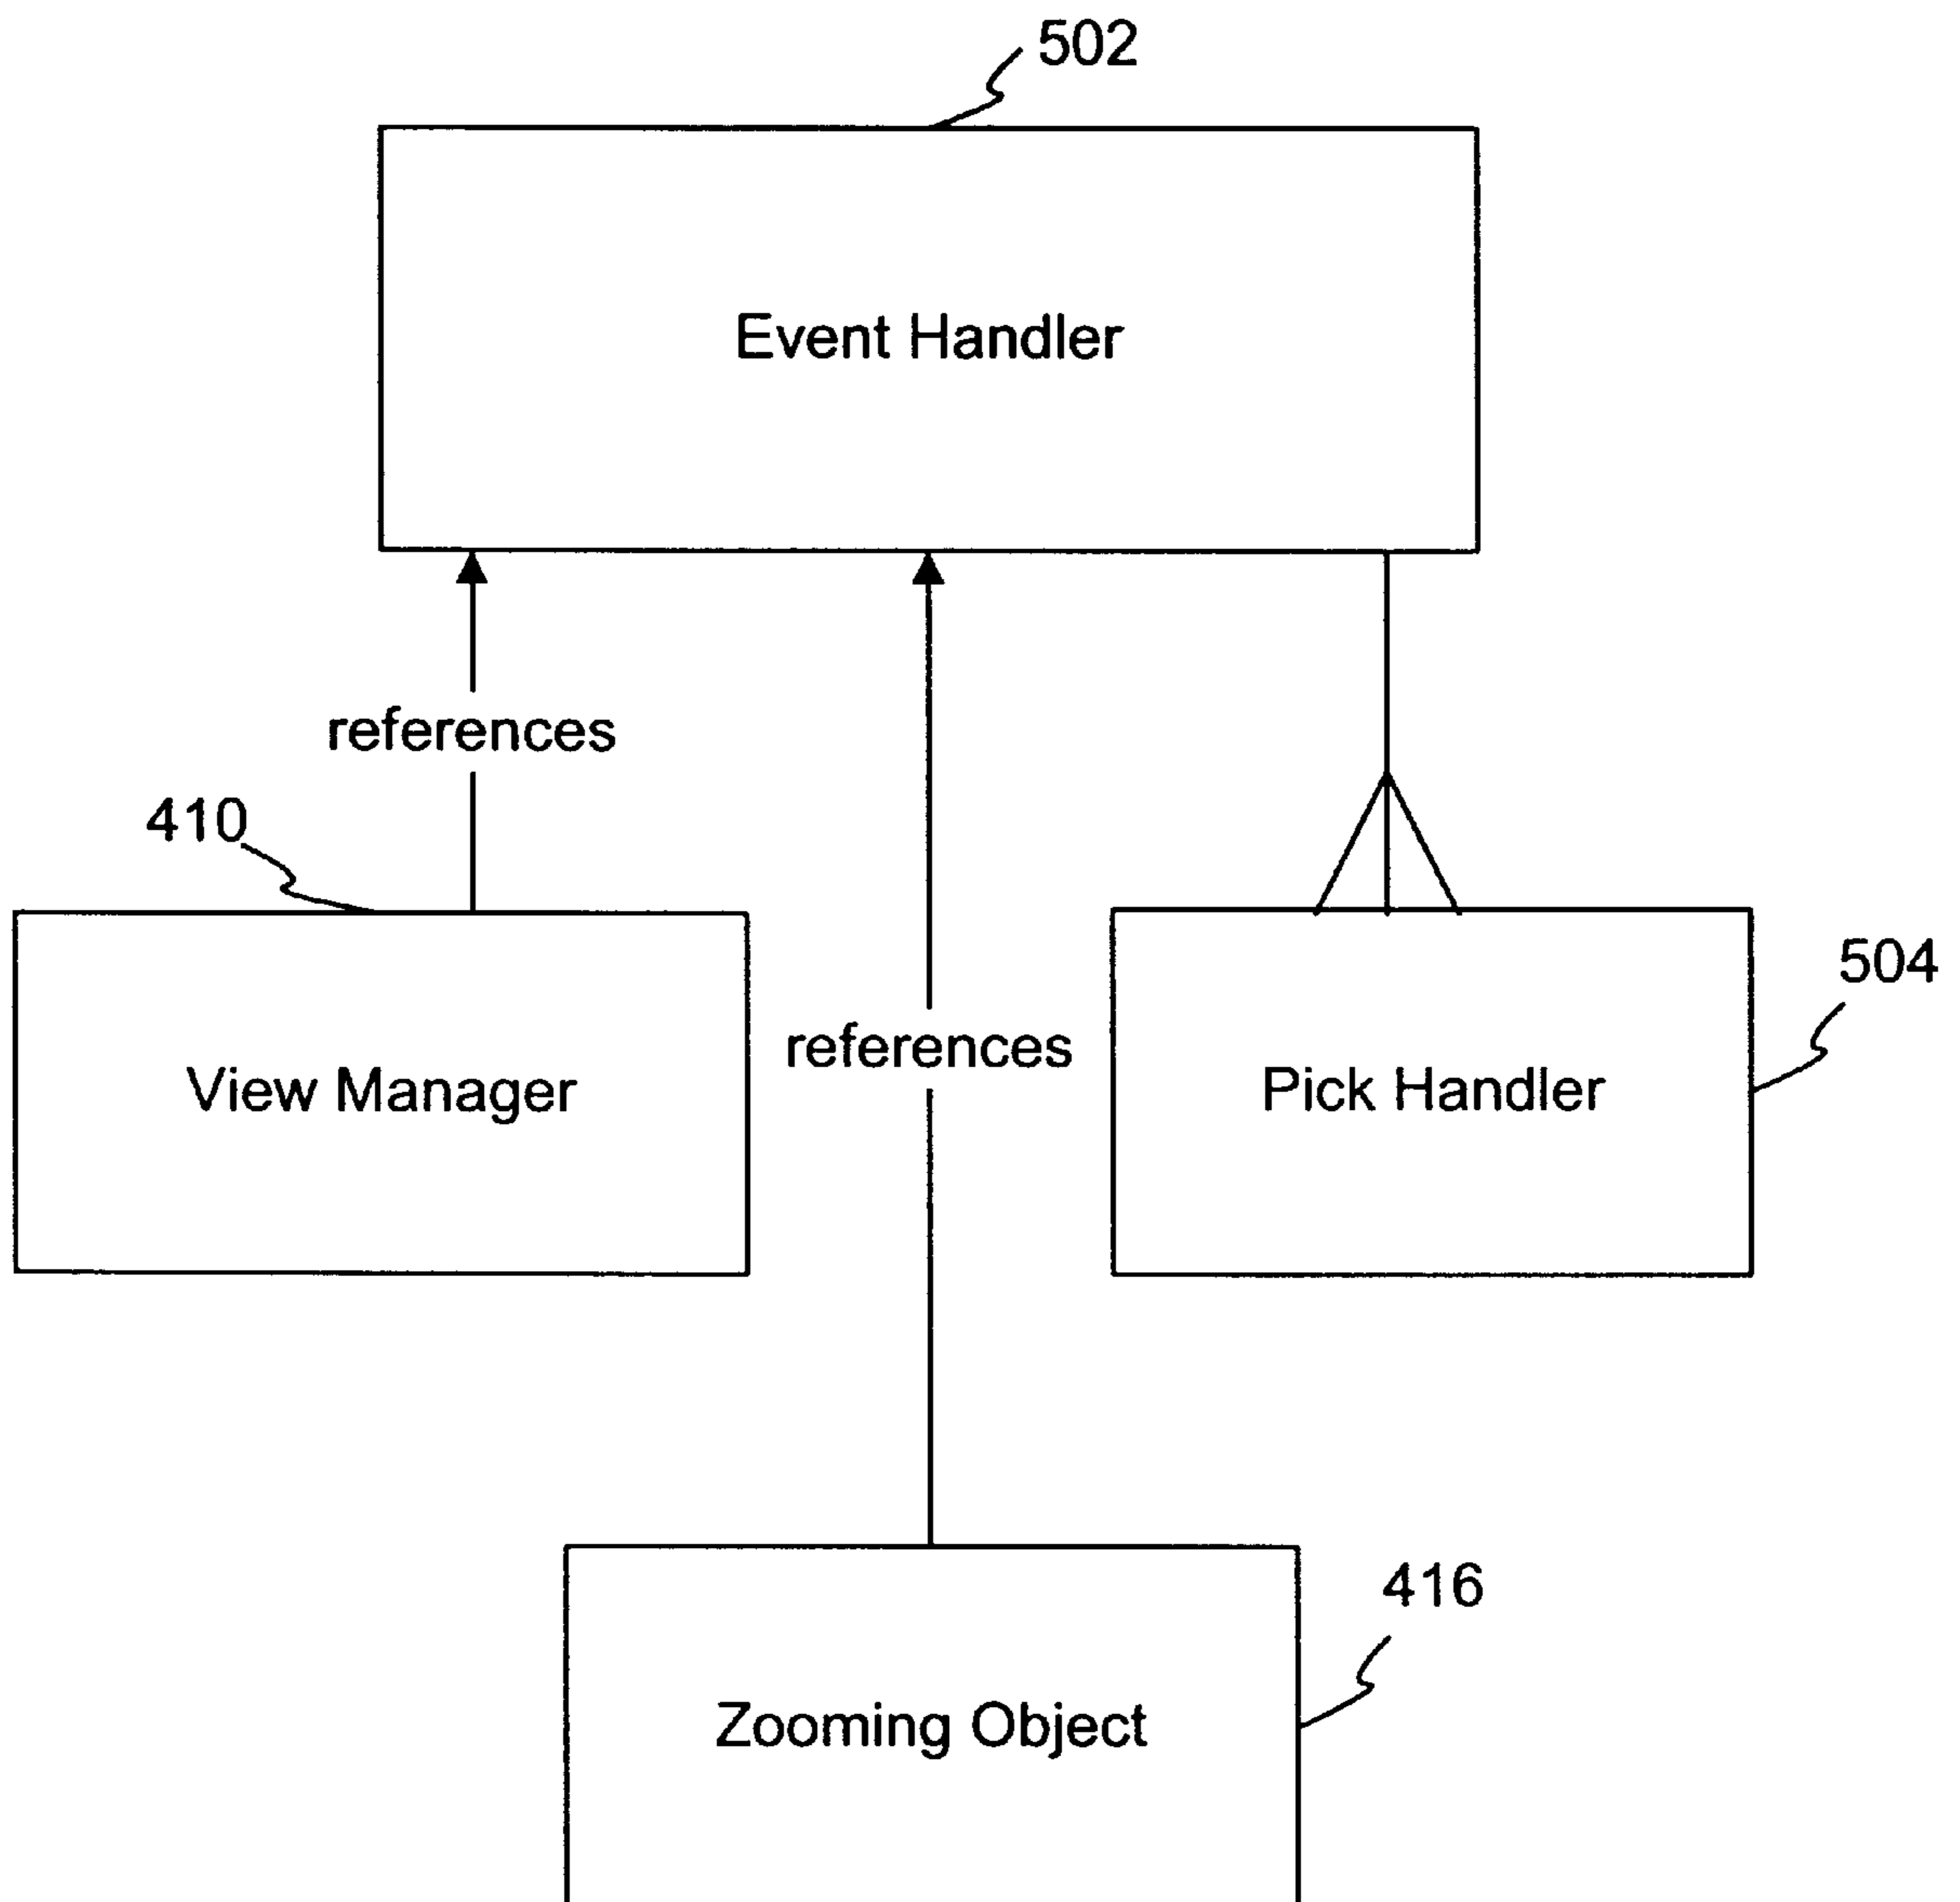 502
Event Handler
references
410
504
references
View Manager
Pick Handler
416
Zooming Object